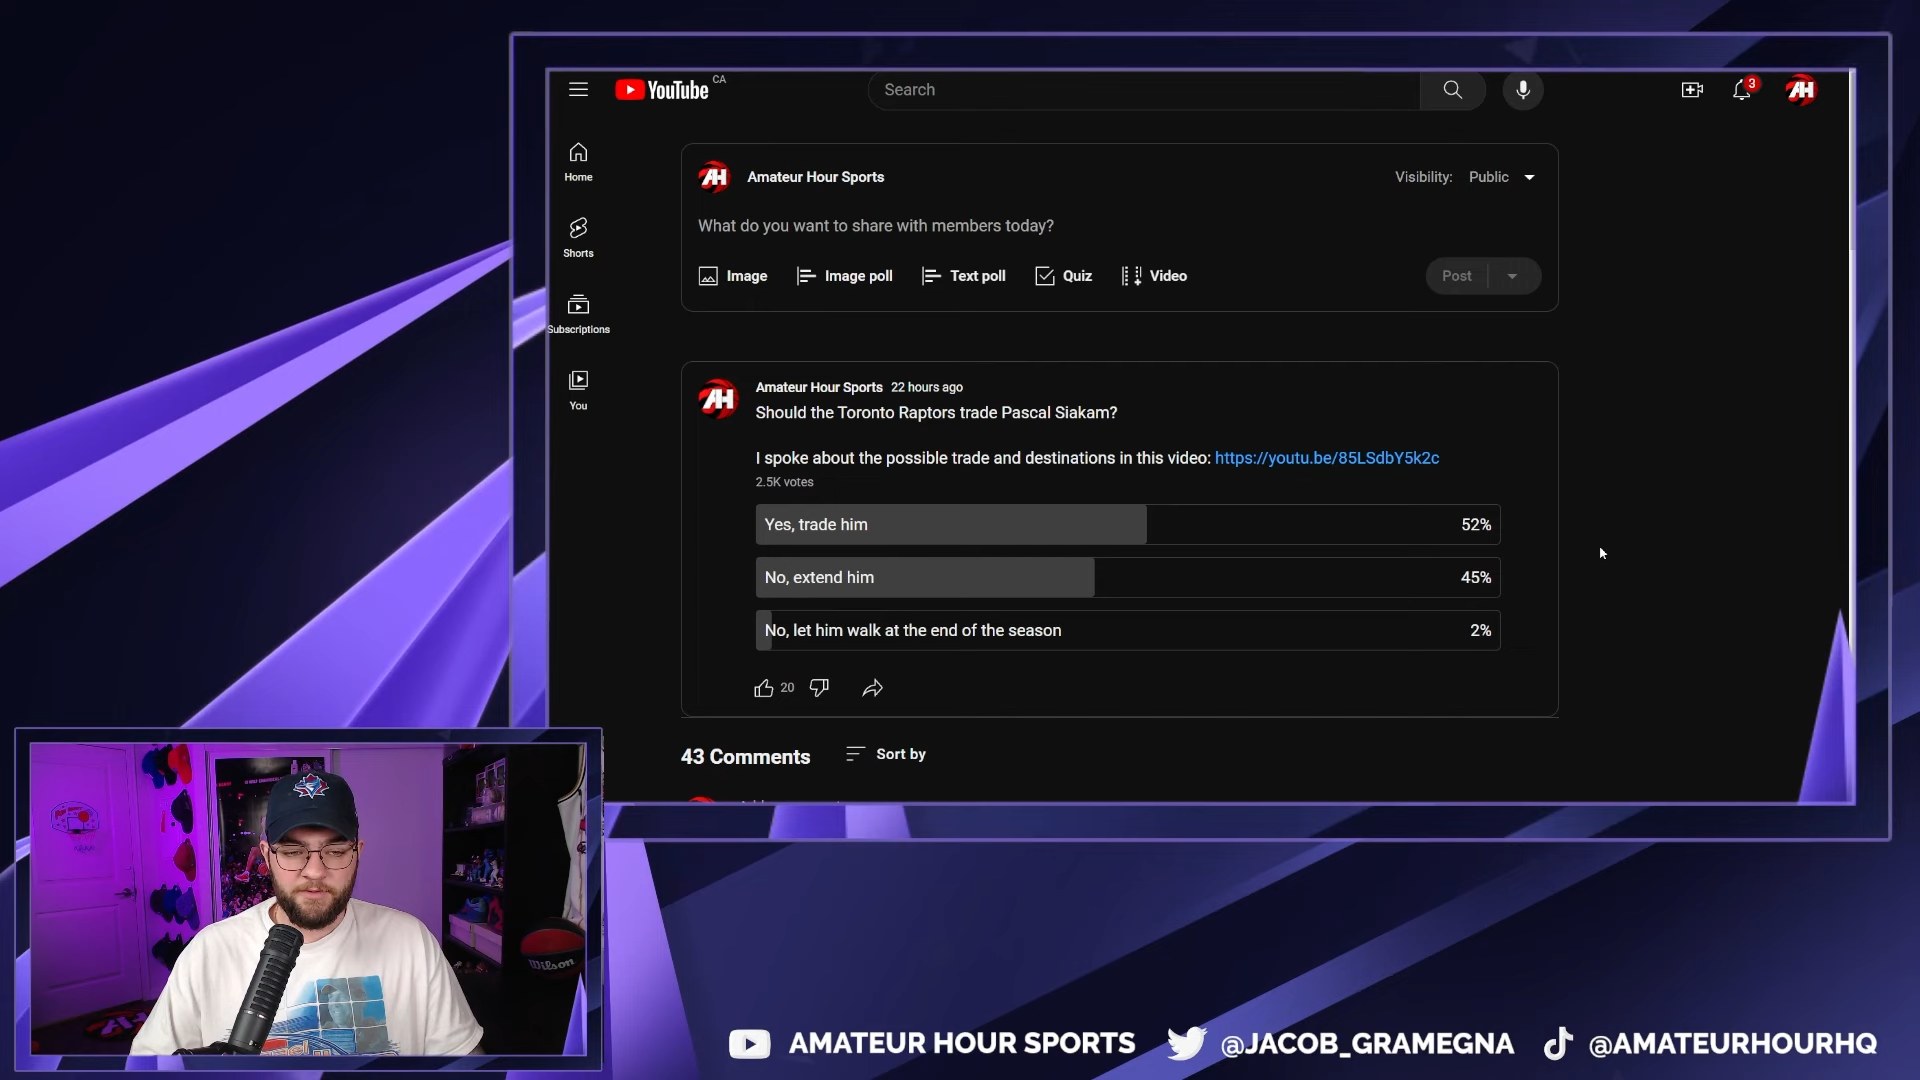 YouTube CA
Search
3
AH
Home
Shorts
Subscriptions
You
AH
Amateur Hour Sports
Visibility: Public
What do you want to share with members today?
Image
Image poll
Text poll
Quiz
Video
Post
AH
Amateur Hour Sports 22 hours ago
Should the Toronto Raptors trade Pascal Siakam?
I spoke about the possible trade and destinations in this video: https://youtu.be/85LSdbY5k2c
2.5K votes
Yes, trade him 52%
No, extend him 45%
No, let him walk at the end of the season 2%
20
43 Comments Sort by
Wilson
AMATEUR HOUR SPORTS @JACOB_GRAMEGNA @AMATEURHOURHQ